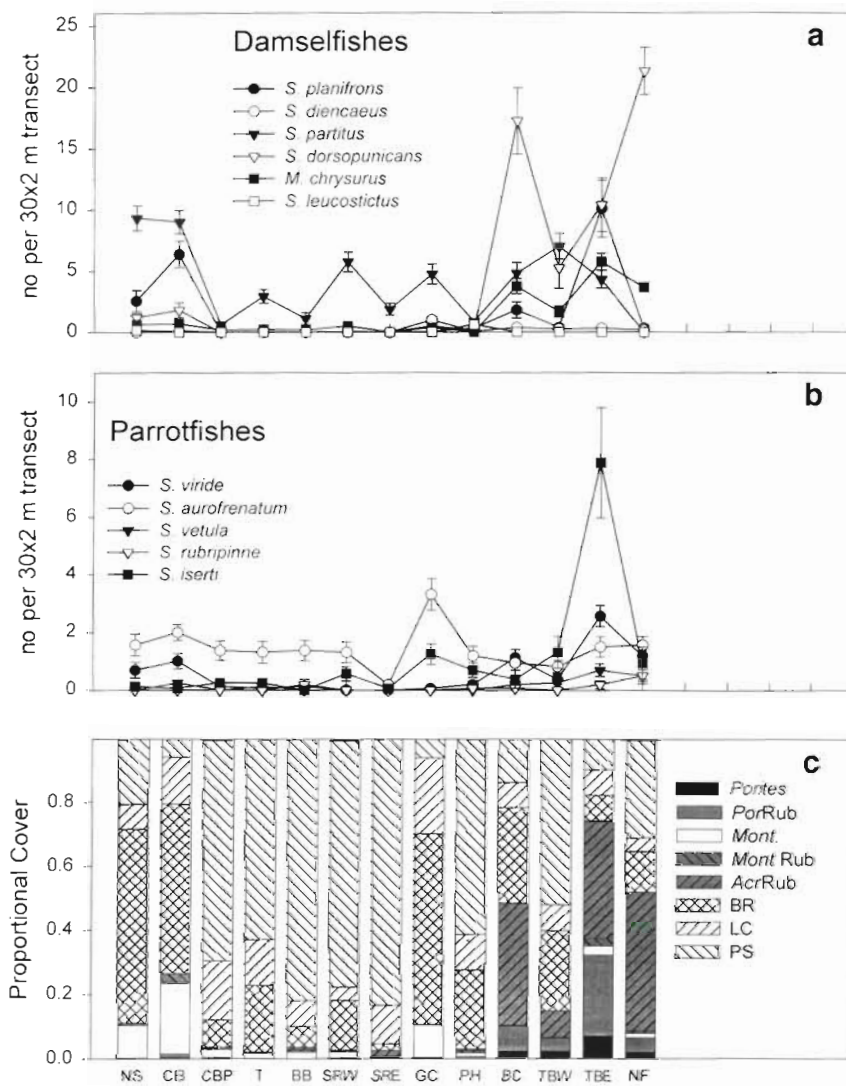 a
Damselfishes
S. planifrons
S. diencaeus
S. partitus
S. dorsopunicans
M. chrysurus
S. leucostictus
no per 30x2 m transect
25
20
15
10
5
0
b
Parrotfishes
S. viride
S. aurofrenatum
S. vetula
S. rubripinne
S. iserti
no per 30x2 m transect
10
8
6
4
2
0
c
Porites
PorRub
Mont.
Mont Rub
AcrRub
BR
LC
PS
Proportional Cover
0.8
0.6
0.4
0.2
0.0
NS CB CBP T BB SRW SRE GC PH BC TBW TBE NF